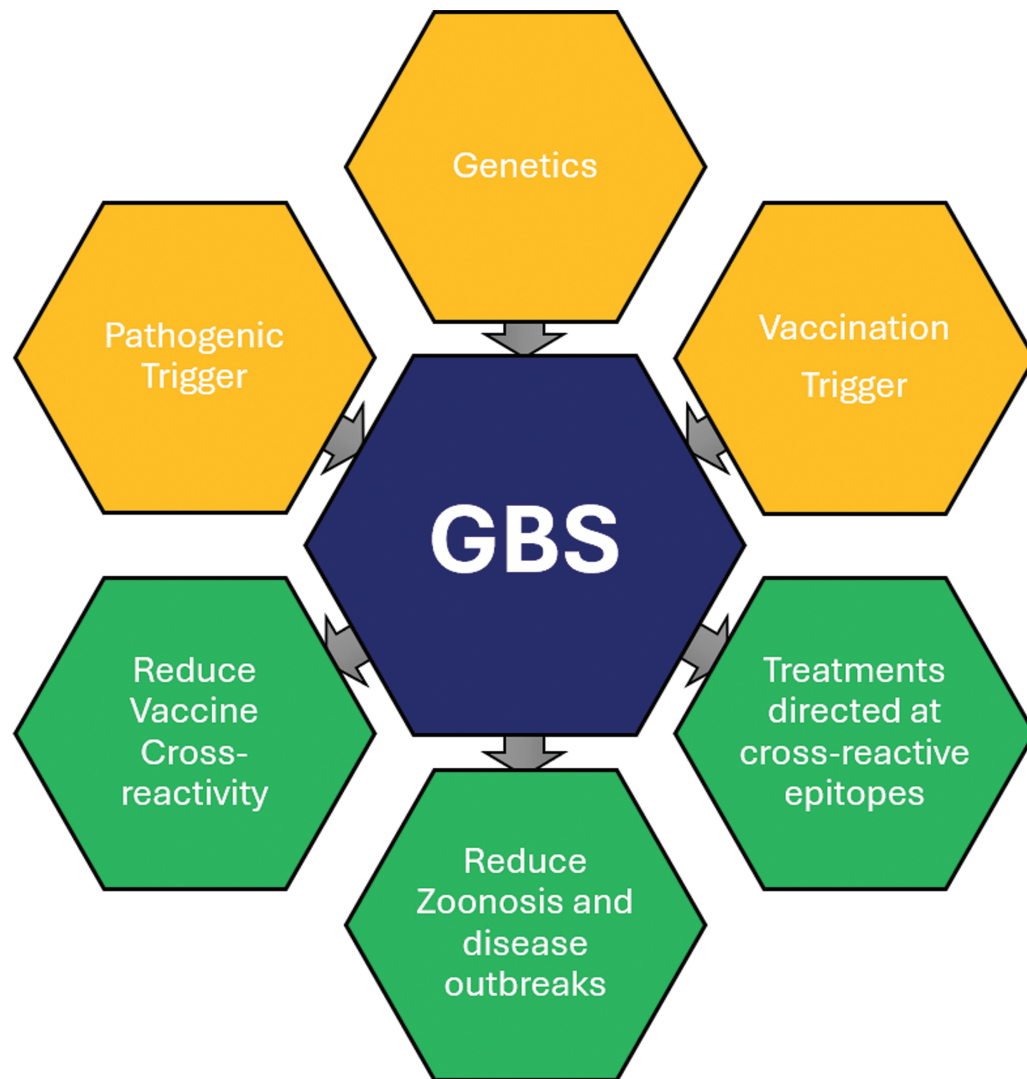 Genetics
Pathogenic
Trigger
Vaccination
Trigger
GBS
Reduce
Vaccine
Cross-
reactivity
Treatments
directed at
cross-reactive
epitopes
Reduce
Zoonosis and
disease
outbreaks